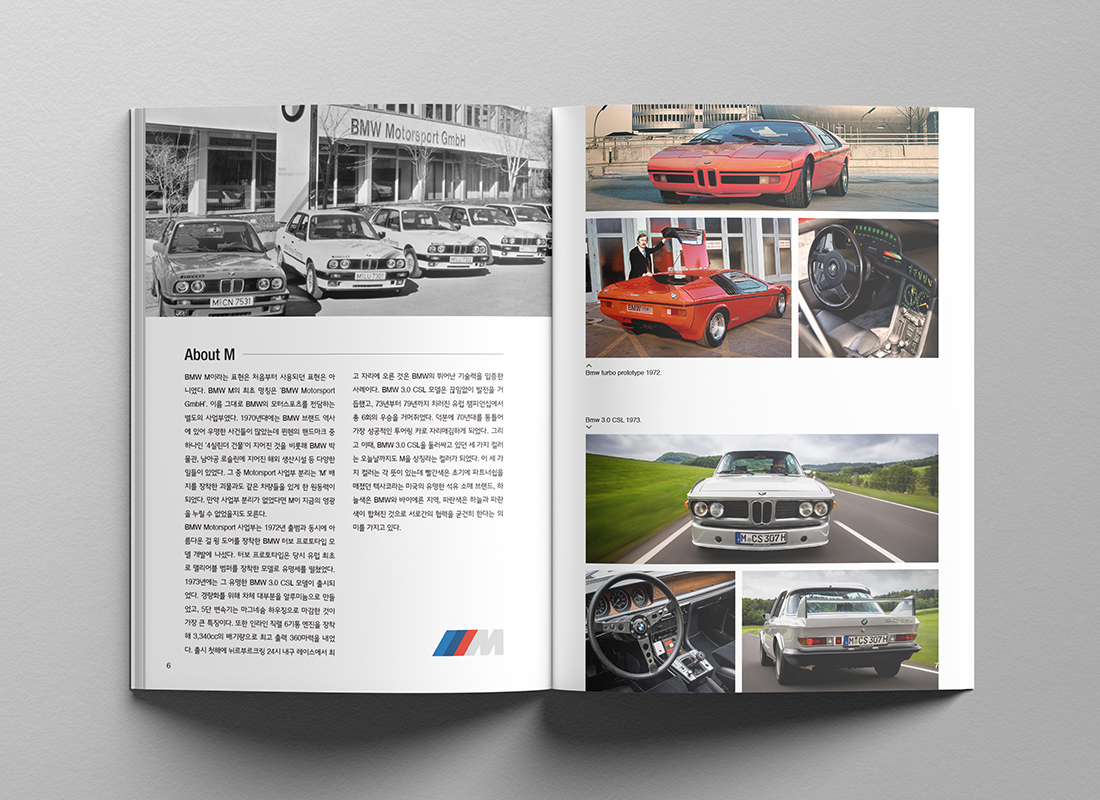 BMW Motorsport GmbH
PIRELLI
M-CN 7531
M-LU 7301
M-LU 7302
About M
BMW M이라는 표현은 처음부터 사용되던 표현은 아
니었다. BMW M의 최초 명칭은 'BMW Motorsport
GmbH'. 이름 그대로 BMW의 모터스포츠를 전담하는
별도의 사업부였다. 1970년대에는 BMW 브랜드 역사
에 있어 우명한 사건들이 많았는데 뮌헨의 랜드마크 중
하나인 '4실린더 건물'이 지어진 것을 비롯해 BMW 박
물관, 남아공 로슬린에 지어진 해외 생산시설 등 다양한
일들이 있었다. 그 중 Motorsport 사업부 분리는 'M' 배
지를 장착한 괴물과도 같은 차량들을 있게 한 원동력이
되었다. 만약 사업부 분리가 없었다면 M이 지금의 영광
을 누릴 수 없었을지도 모른다.
BMW Motorsport 사업부는 1972년 출범과 동시에 아
름다운 걸 윙 도어를 장착한 BMW 터보 프로토타입 모
델 개발에 나섰다. 터보 프로토타입은 당시 유럽 최초
로 맬리어블 범퍼를 장착한 모델로 유명세를 떨쳤었다.
1973년에는 그 유명한 BMW 3.0 CSL 모델이 출시되
었다. 경량화를 위해 차체 대부분을 알루미늄으로 만들
었고, 5단 변속기는 마그네슘 하우징으로 마감한 것이
가장 큰 특징이다. 또한 인라인 직렬 6기통 엔진을 장착
해 3,340cc의 배기량으로 최고 출력 360마력을 내었
다. 출시 첫해에 뉘르부르크링 24시 내구 레이스에서 최
고 자리에 오른 것은 BMW의 뛰어난 기술력을 입증한
사례이다. BMW 3.0 CSL 모델은 끊임없이 발전을 거
듭했고, 73년부터 79년까지 치러진 유럽 챔피언십에서
총 6회의 우승을 거머쥐었다. 덕분에 70년대를 통틀어
가장 성공적인 투어링 카로 자리매김하게 되었다. 그리
고 이때, BMW 3.0 CSL을 둘러싸고 있던 세 가지 컬러
는 오늘날까지도 M을 상징라는 컬러가 되었다. 이 세 가
지 컬러는 각 뜻이 있는데 빨간색은 초기에 파트너쉽을
매졌던 텍사코라는 미국의 유명한 석유 소매 브랜드, 하
늘색은 BMW와 바이에른 지역, 파란색은 하늘과 파란
색이 합쳐진 것으로 서로간의 협력을 굳건히 한다는 의
미를 가지고 있다.
M
6
BMW
Bmw turbo prototype 1972.
Bmw 3.0 CSL 1973.
M-CS 307H
M-CS 307H